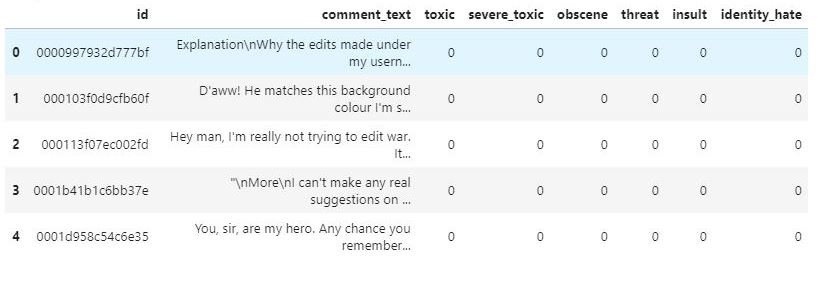 id comment_text toxic severe_toxic obscene threat insult identity_hate
0 0000997932d777bf Explanation\nWhy the edits made under my usern... 0 0 0 0 0 0
1 000103f0d9cfb60f D'aww! He matches this background colour I'm s... 0 0 0 0 0 0
2 000113f07ec002fd Hey man, I'm really not trying to edit war. It... 0 0 0 0 0 0
3 0001b41b1c6bb37e "\nMore\nI can't make any real suggestions on ... 0 0 0 0 0 0
4 0001d958c54c6e35 You, sir, are my hero. Any chance you remember... 0 0 0 0 0 0